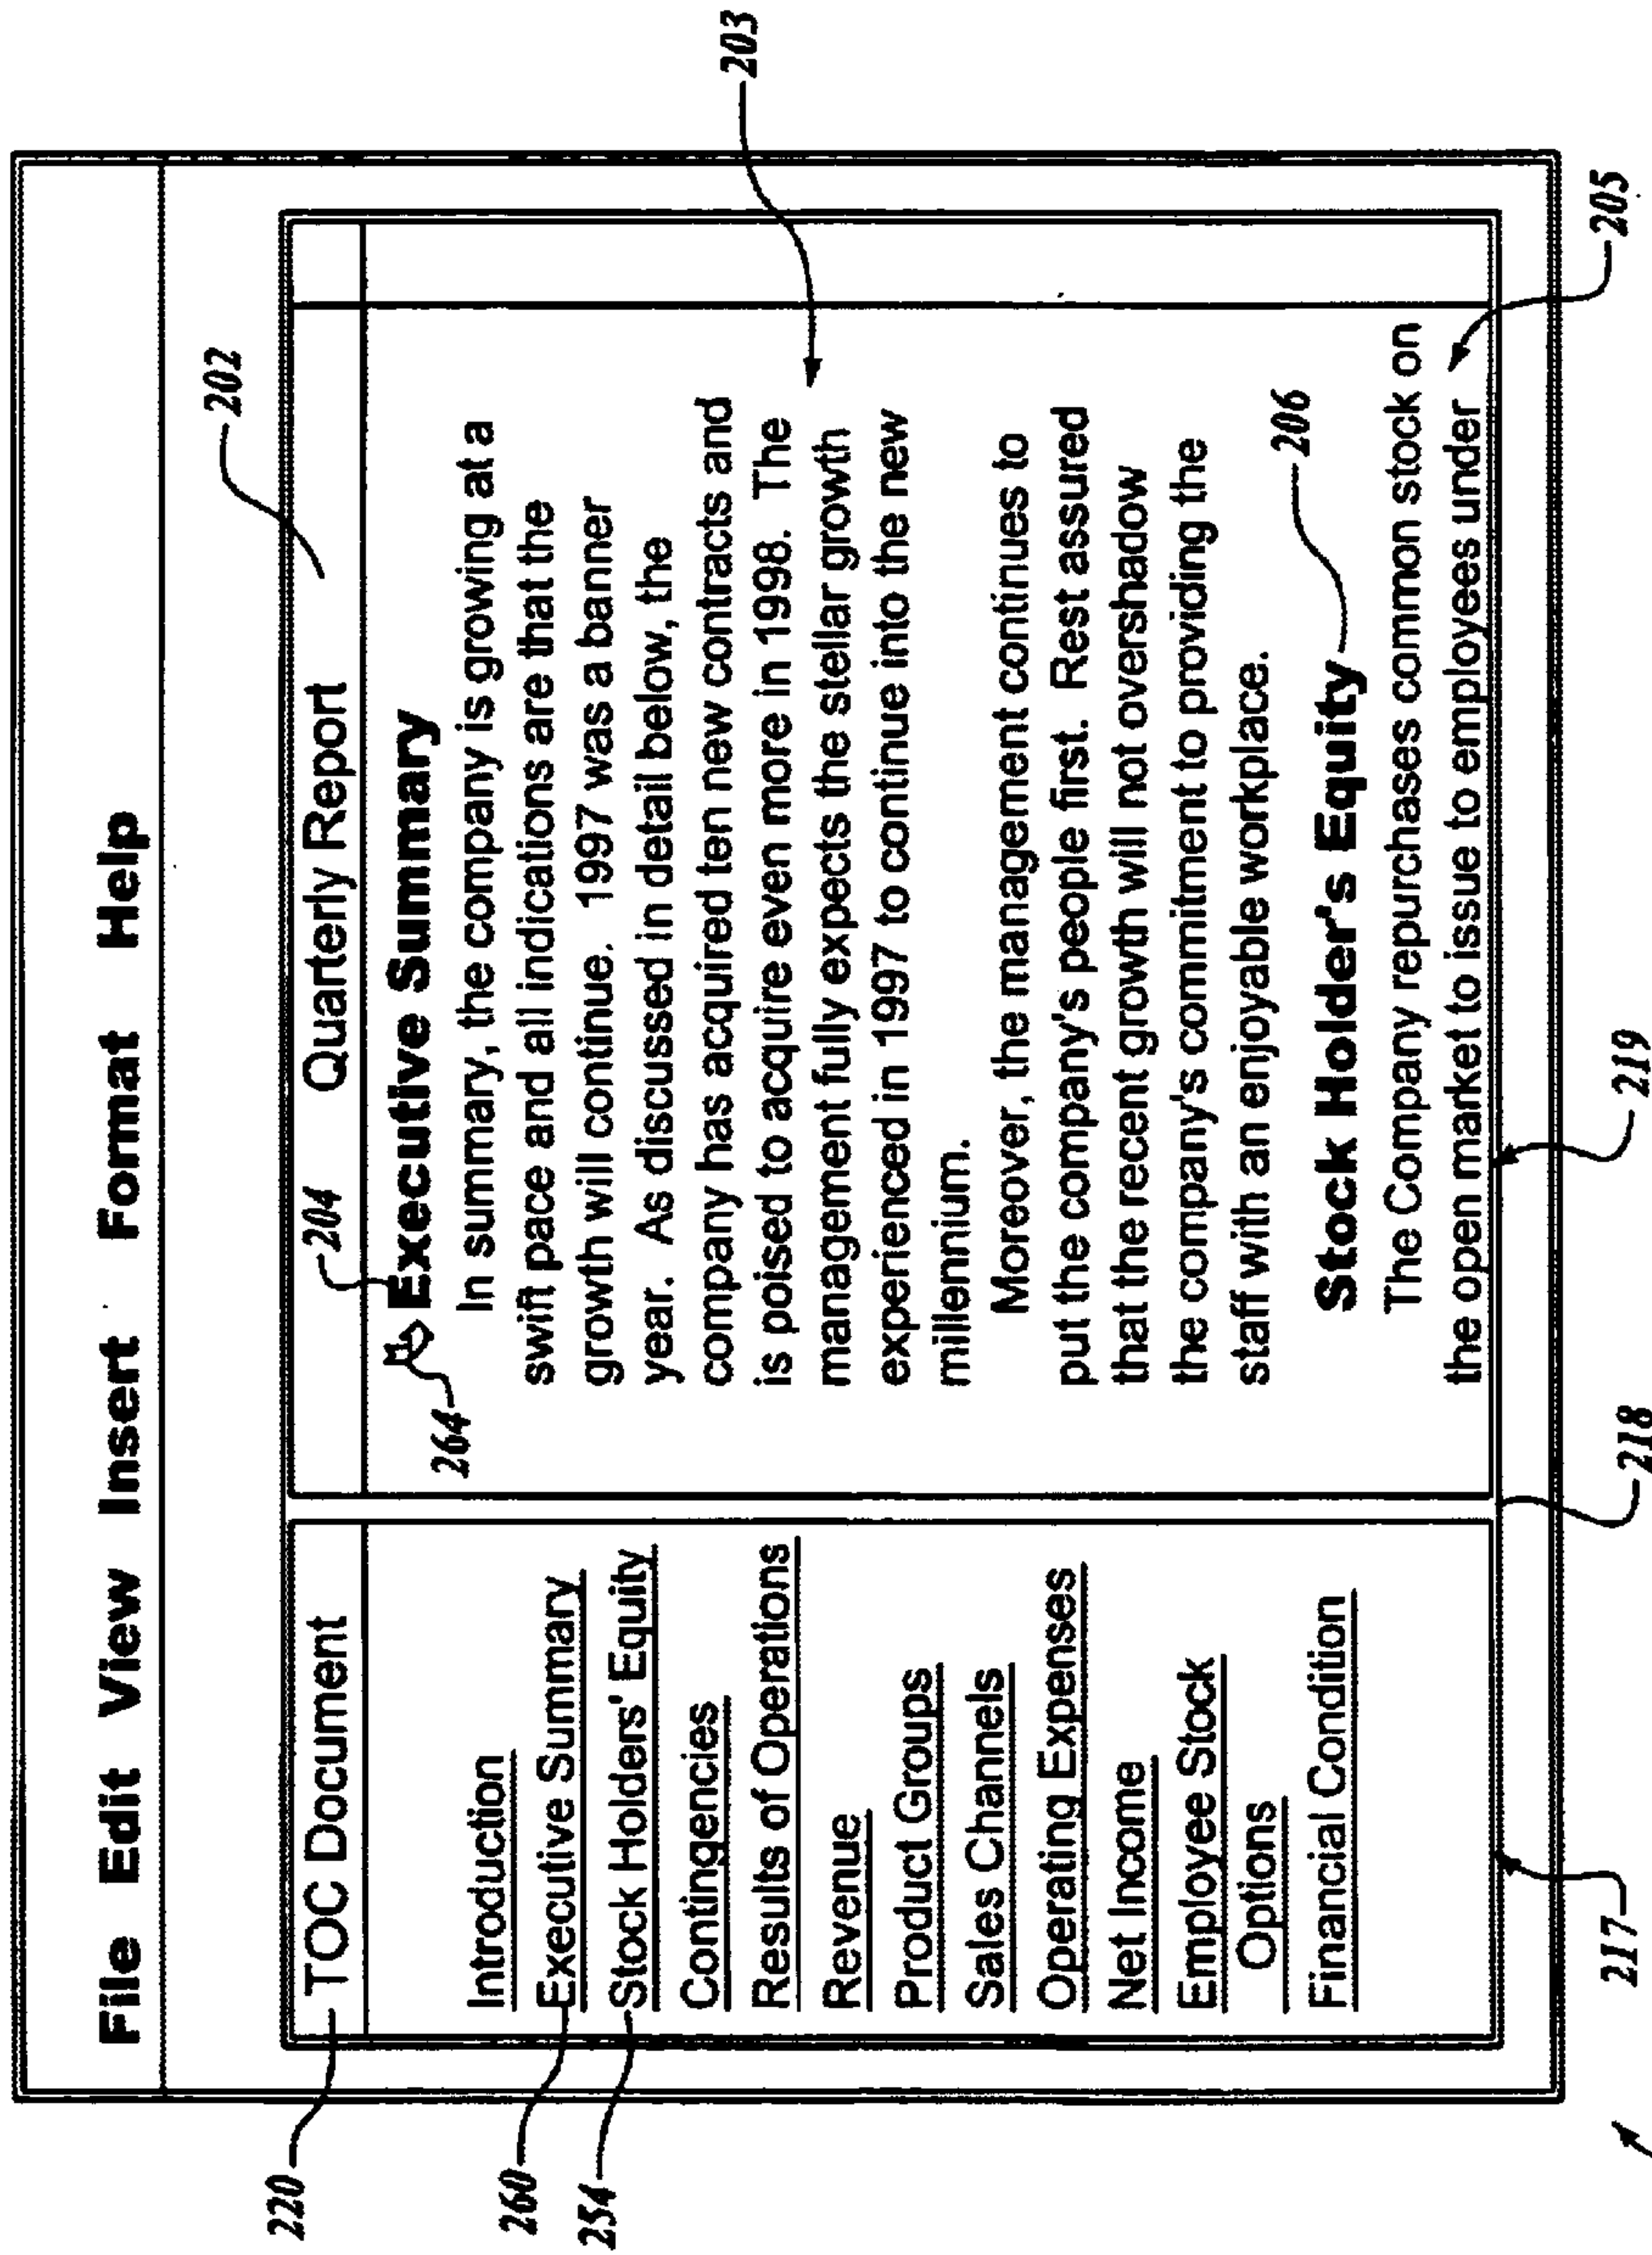 File Edit View Insert Format Help
202
220
TOC Document
204
Quarterly Report
Introduction
260
Executive Summary
254
Stock Holders' Equity
Contingencies
Results of Operations
Revenue
Product Groups
Sales Channels
Operating Expenses
Net Income
Employee Stock
Options
Financial Condition
264
Executive Summary
In summary, the company is growing at a
swift pace and all indications are that the
growth will continue. 1997 was a banner
year. As discussed in detail below, the
company has acquired ten new contracts and
is poised to acquire even more in 1998. The
management fully expects the stellar growth
experienced in 1997 to continue into the new
millennium.
203
Moreover, the management continues to
put the company's people first. Rest assured
that the recent growth will not overshadow
the company's commitment to providing the
staff with an enjoyable workplace.
Stock Holder's Equity
206
The Company repurchases common stock on
the open market to issue to employees under
217
218
219
205